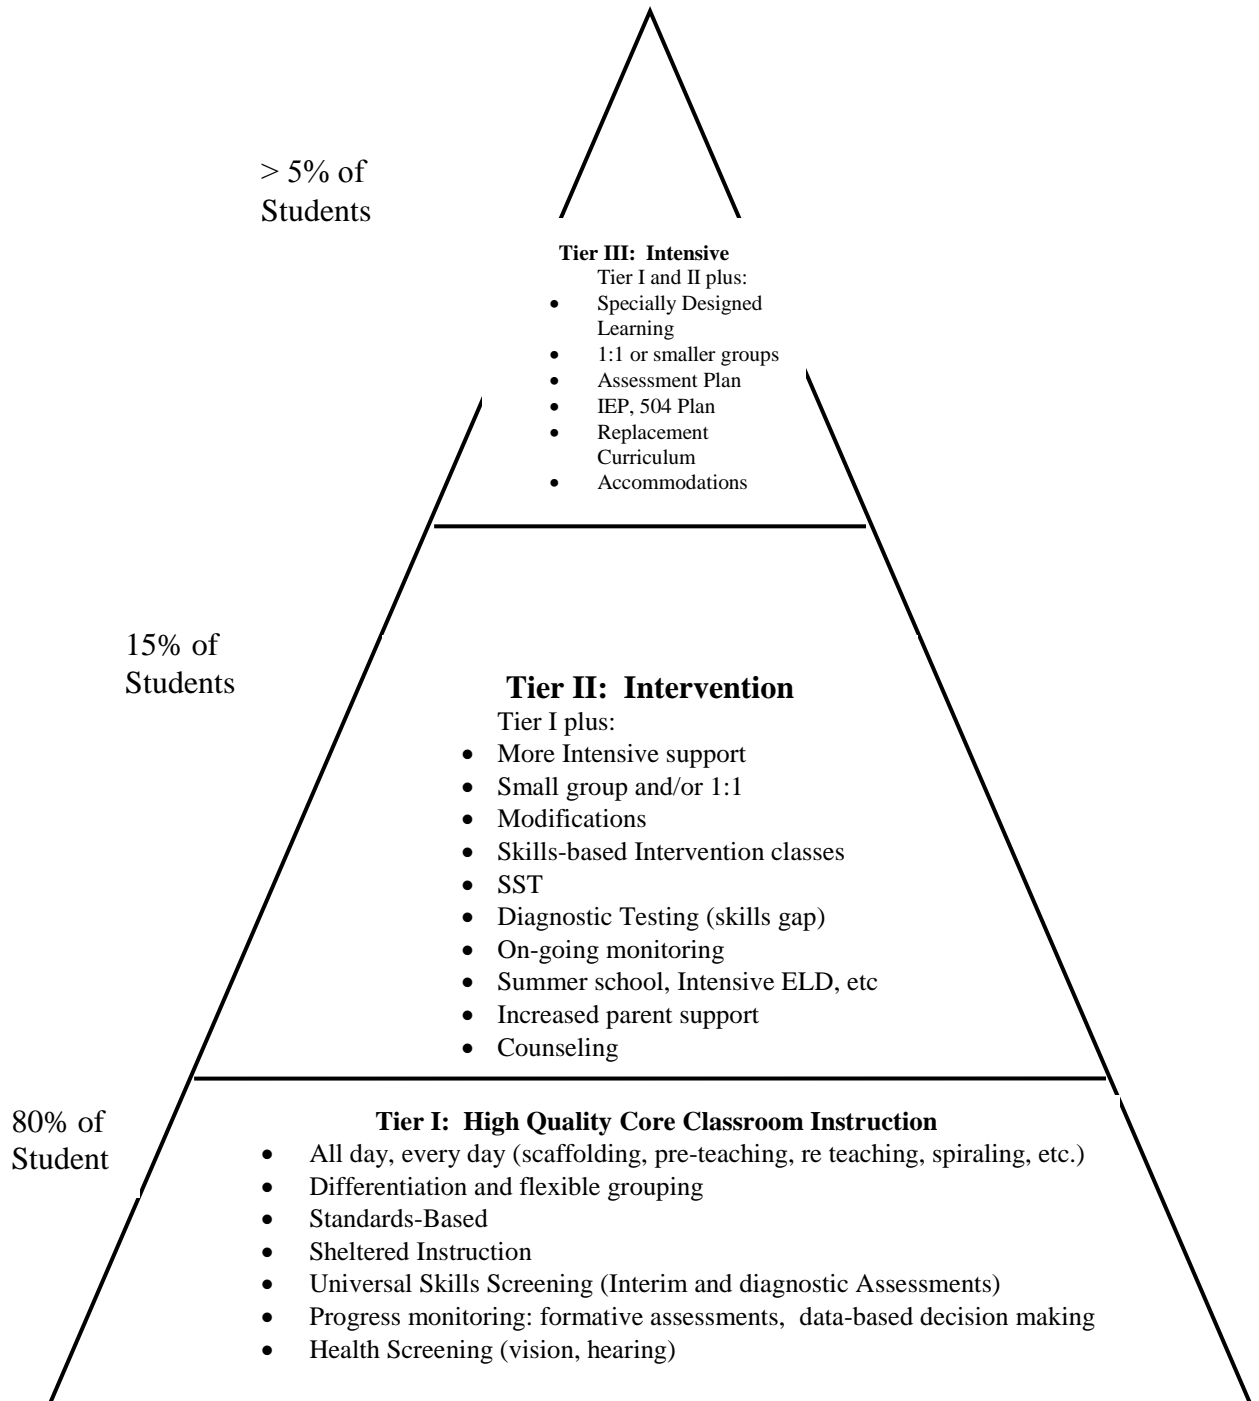 > 5% of
Students
Tier III: Intensive
Tier I and II plus:
• Specially Designed
Learning
• 1:1 or smaller groups
• Assessment Plan
• IEP, 504 Plan
• Replacement
Curriculum
• Accommodations
15% of
Students
Tier II: Intervention
Tier I plus:
• More Intensive support
• Small group and/or 1:1
• Modifications
• Skills-based Intervention classes
• SST
• Diagnostic Testing (skills gap)
• On-going monitoring
• Summer school, Intensive ELD, etc
• Increased parent support
• Counseling
80% of
Student
Tier I: High Quality Core Classroom Instruction
• All day, every day (scaffolding, pre-teaching, re teaching, spiraling, etc.)
• Differentiation and flexible grouping
• Standards-Based
• Sheltered Instruction
• Universal Skills Screening (Interim and diagnostic Assessments)
• Progress monitoring: formative assessments, data-based decision making
• Health Screening (vision, hearing)